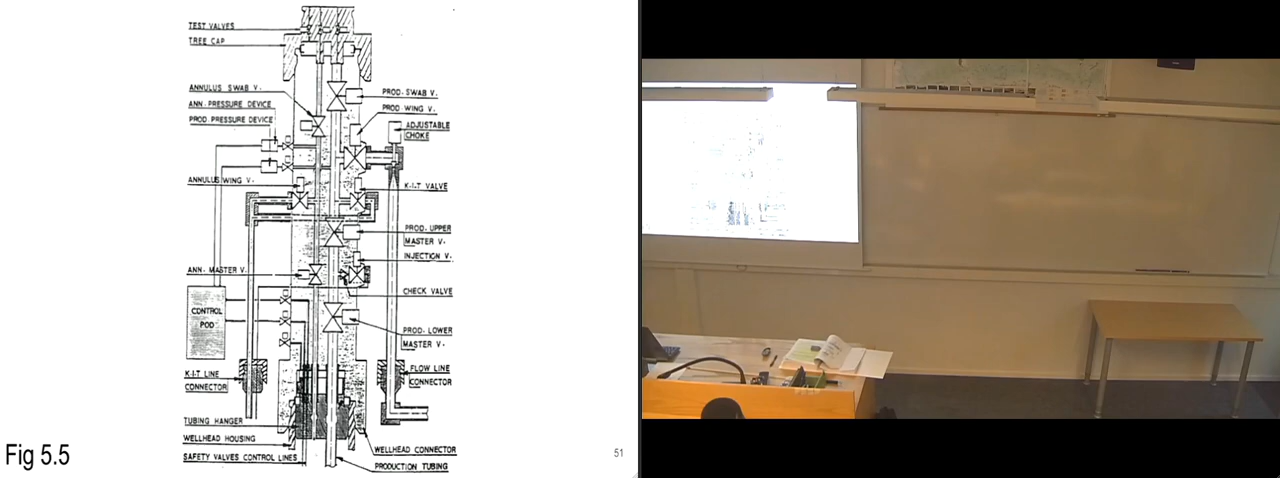 TEST VALVES
TREE CAP
ANNULUS SWAB V.
ANN. PRESSURE DEVICE
PROD. PRESSURE DEVICE
ANNULUS WING V.
ANN. MASTER V.
CONTROL
POD
K.I.T LINE
CONNECTOR
TUBING HANGER
WELLHEAD HOUSING
SAFETY VALVES CONTROL LINES
PROD. SWAB V.
PROD. WING V.
ADJUSTABLE
CHOKE
K.I.T VALVE
PROD. UPPER
MASTER V.
INJECTION V.
CHECK VALVE
PROD. LOWER
MASTER V.
FLOW LINE
CONNECTOR
WELLHEAD CONNECTOR
PRODUCTION TUBING
Fig 5.5
51